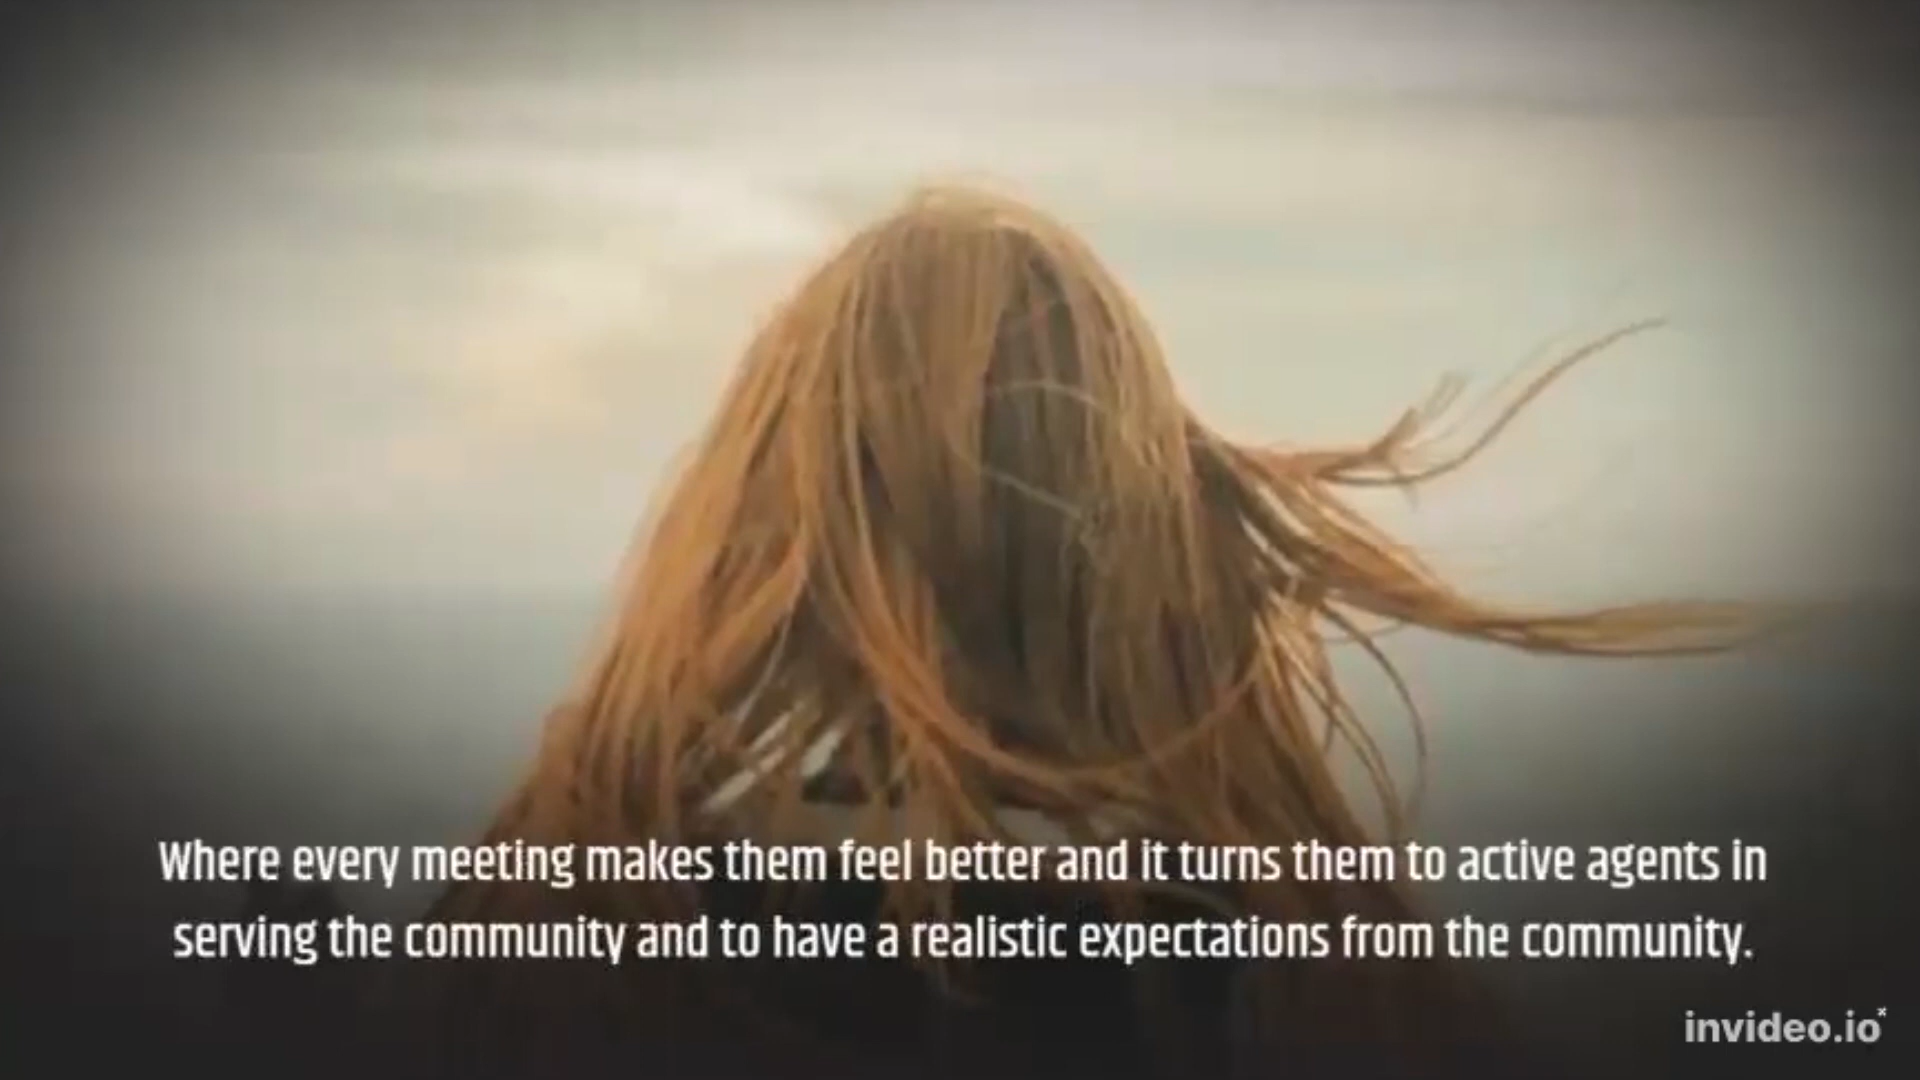 Where every meeting makes them feel better and it turns them to active agents in
serving the community and to have a realistic expectations from the community.
invideo.io